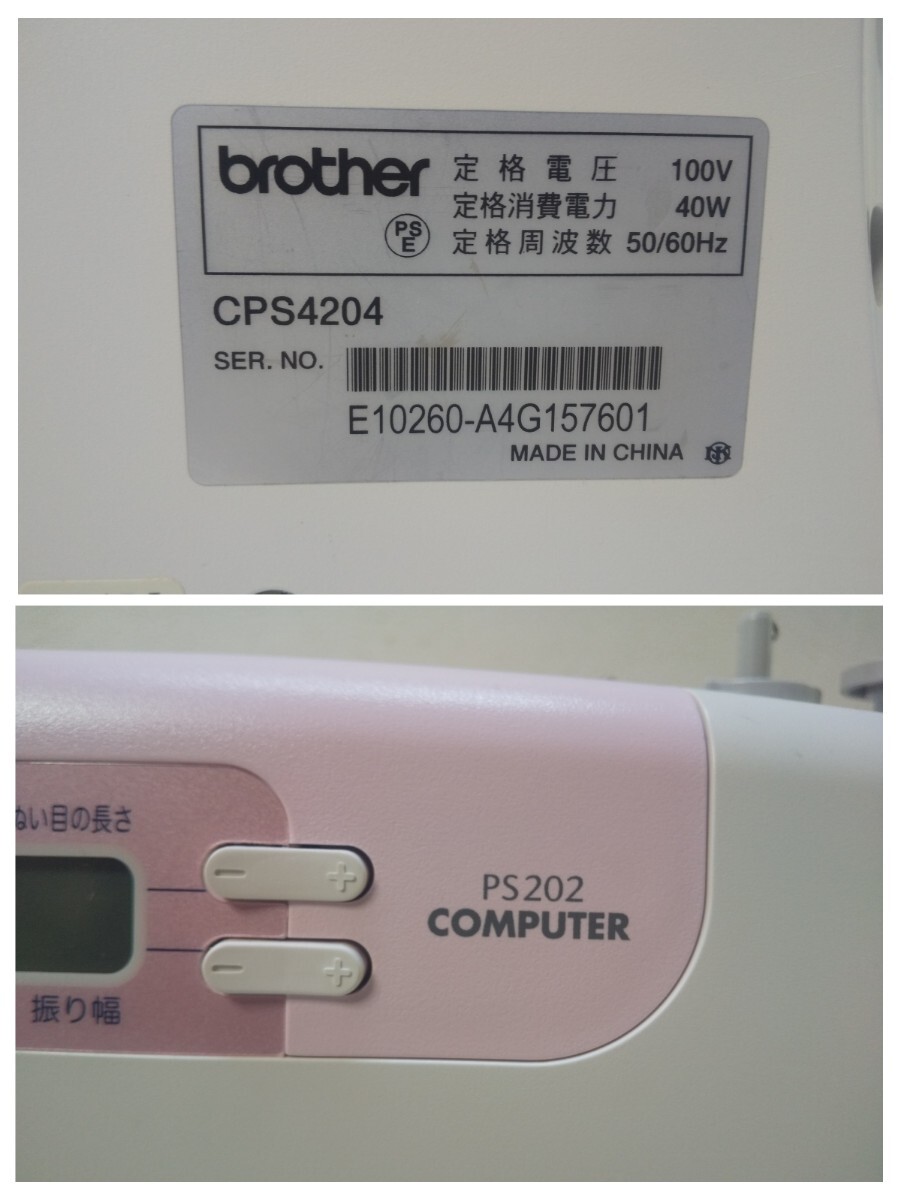 brother
定格電圧 100V
定格消費電力 40W
PS
E
定格周波数 50/60Hz
CPS4204
SER. NO.
E10260-A4G157601
MADE IN CHINA
ぬい目の長さ
− +
PS202
COMPUTER
− +
振り幅